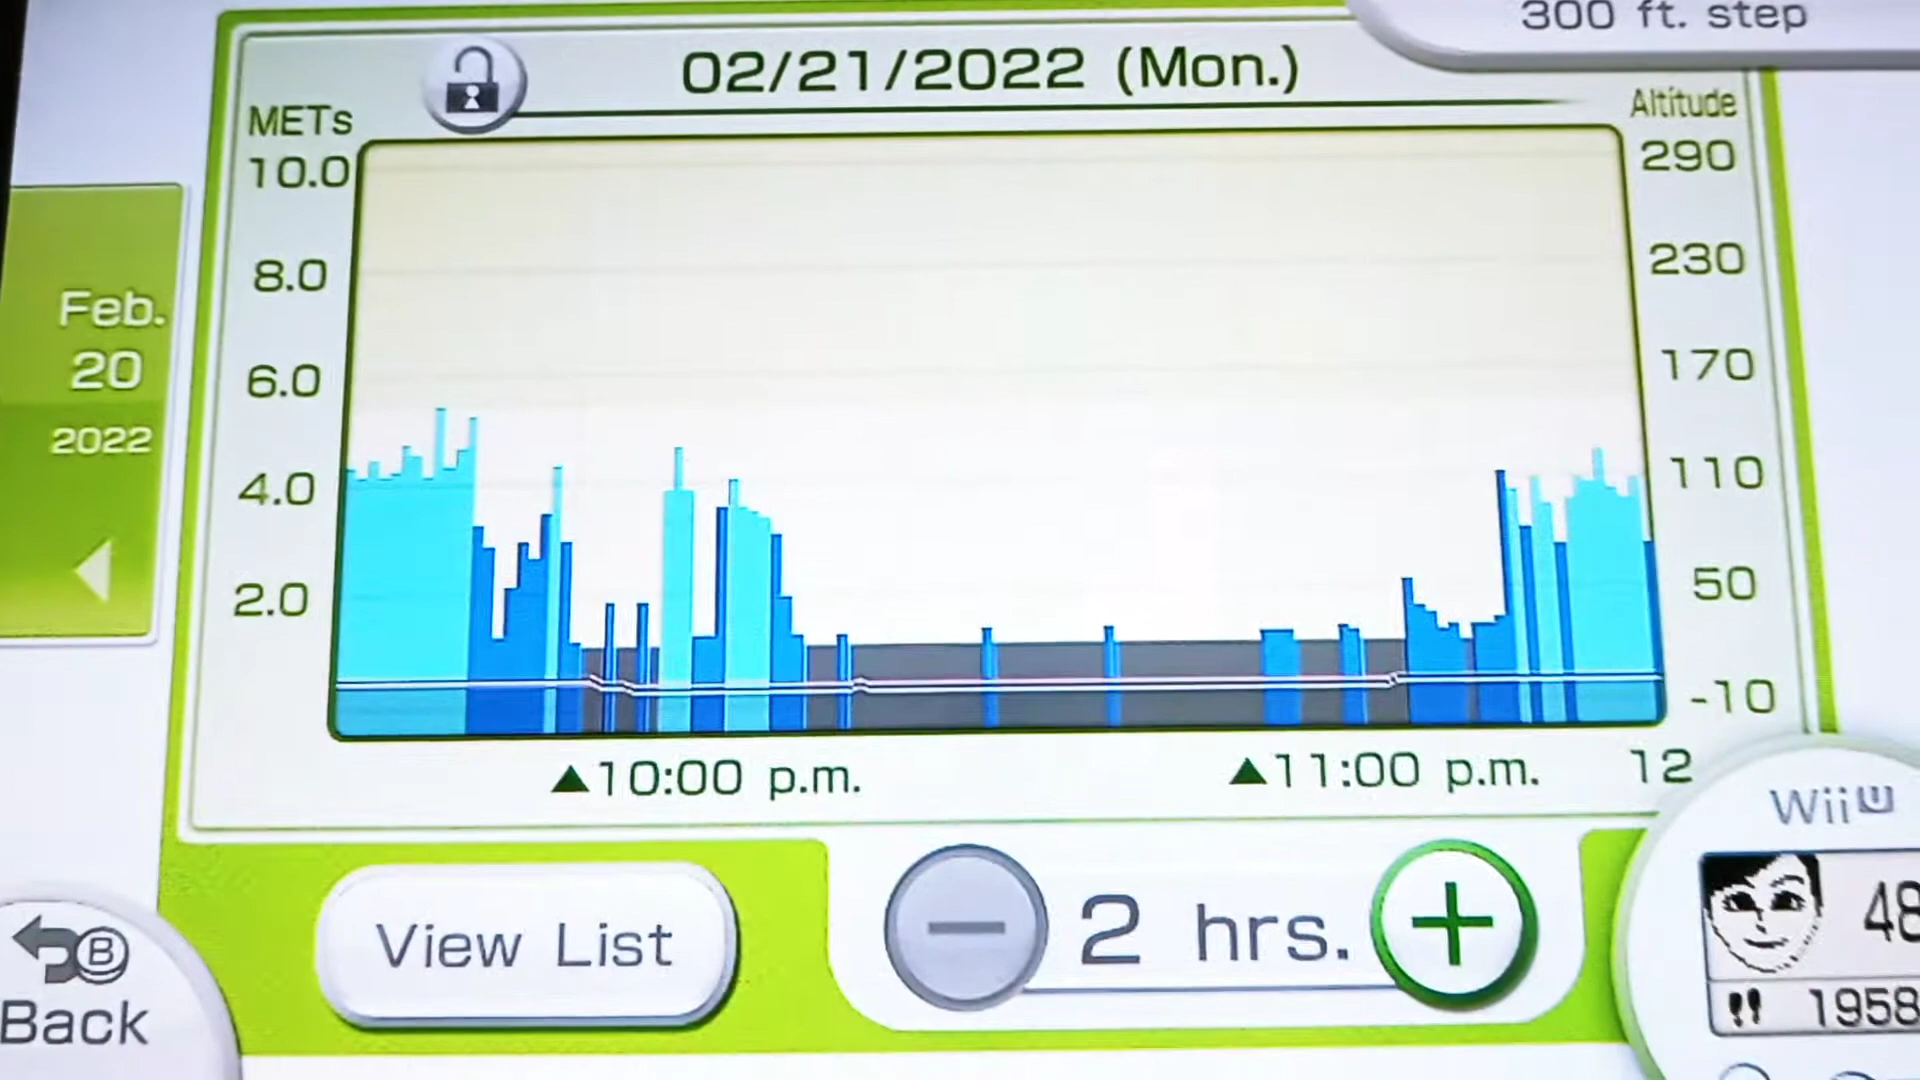 300 ft. step
02/21/2022 (Mon.)
METs
Altitude
10.0
290
8.0
230
Feb.
20
2022
6.0
170
4.0
110
2.0
50
-10
▲10:00 p.m.
▲11:00 p.m.
12
WiiU
View List
2 hrs.
48
1958
B
Back